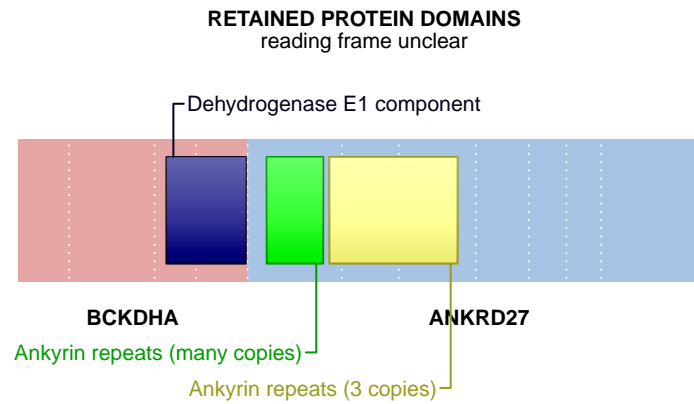 RETAINED PROTEIN DOMAINS
reading frame unclear
Dehydrogenase E1 component
BCKDHA
ANKRD27
Ankyrin repeats (many copies)
Ankyrin repeats (3 copies)